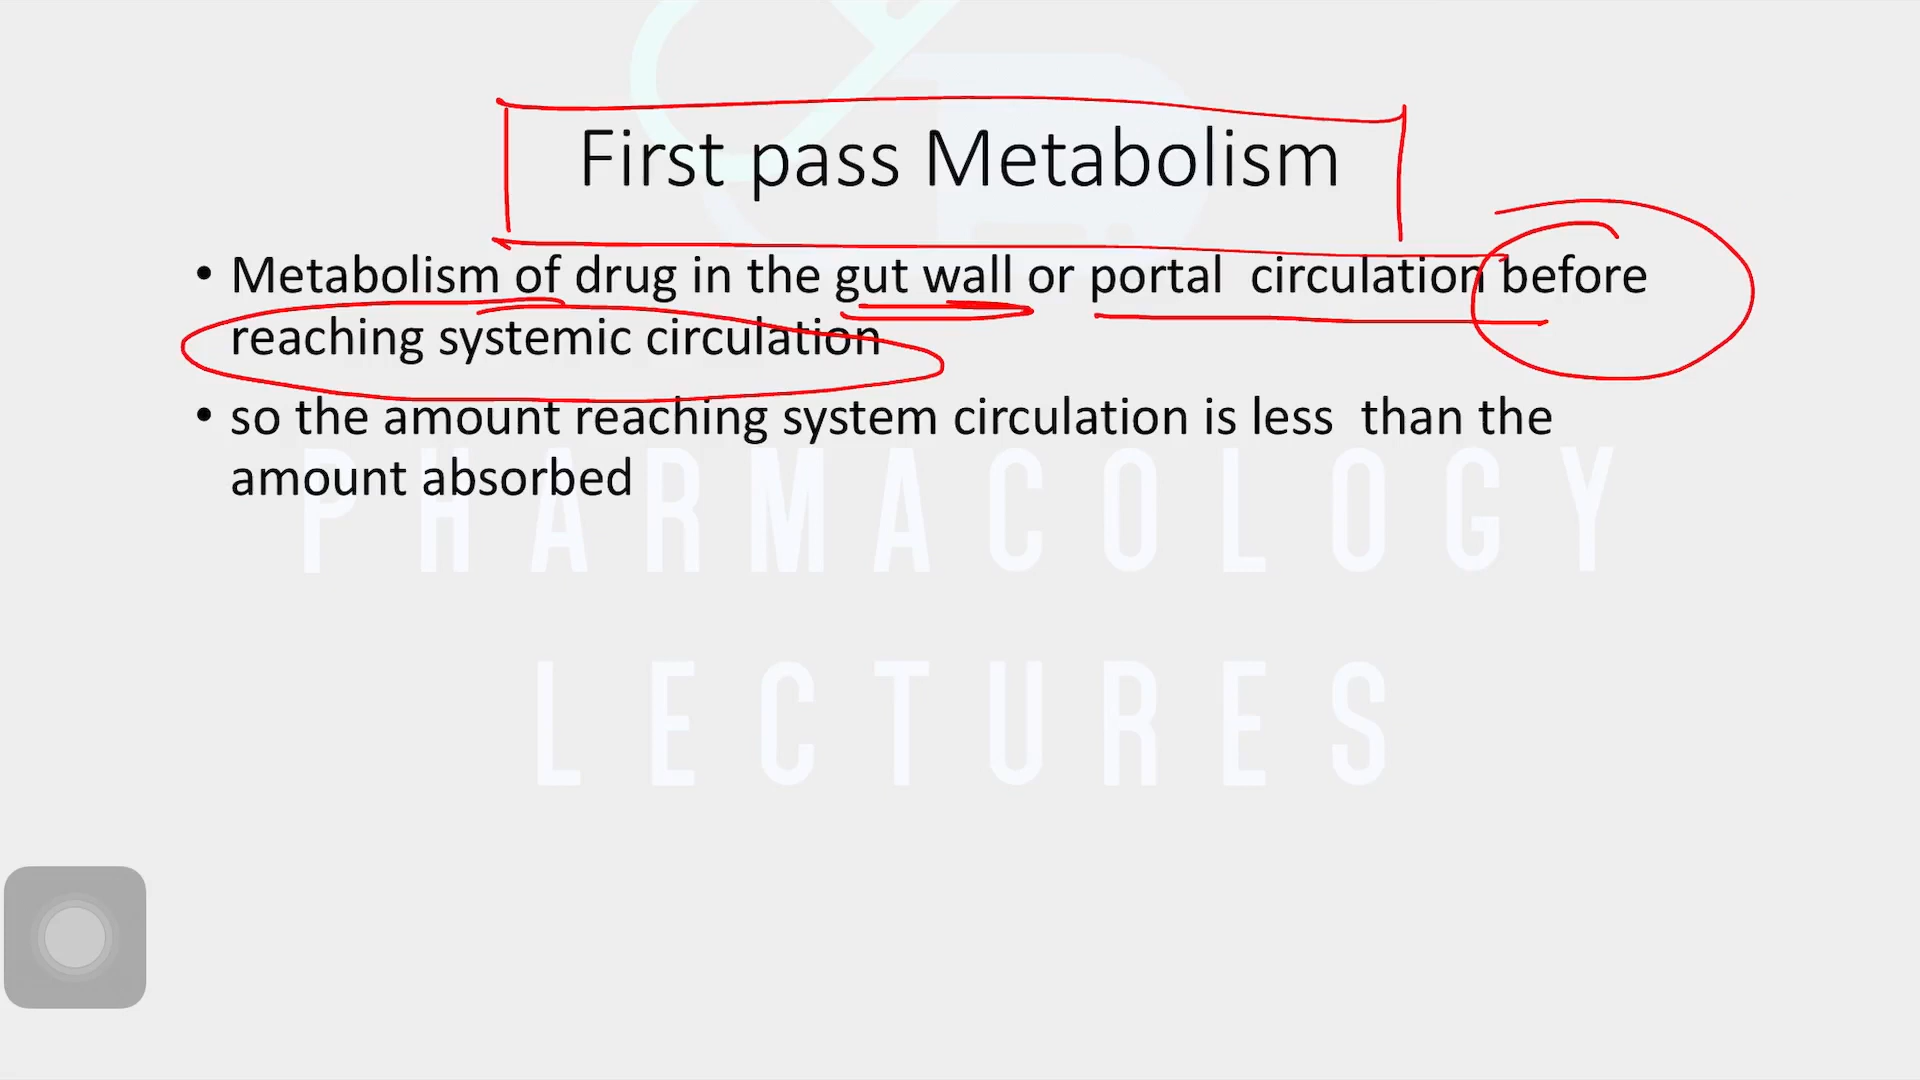 First pass Metabolism
• Metabolism of drug in the gut wall or portal circulation before
reaching systemic circulation
• so the amount reaching system circulation is less than the
amount absorbed
PHARMACOLOGY
LECTURES